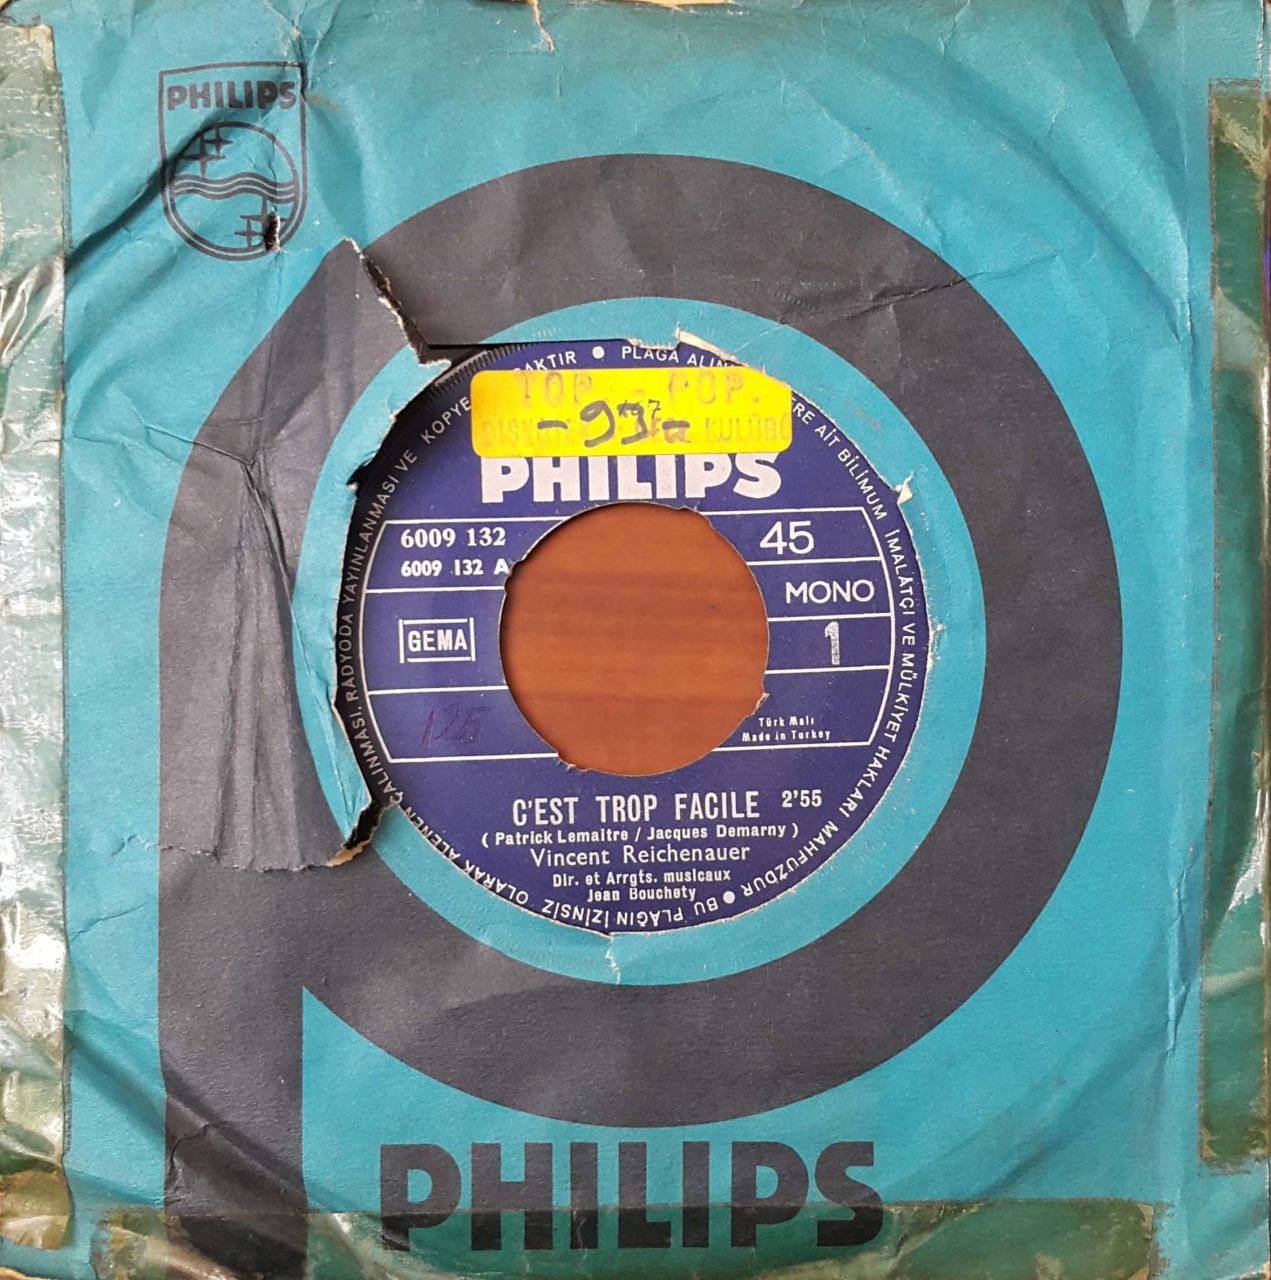 PHILIPS
PLAĞA ALIN
ERE AİT BİLİMUM İMALATÇI VE MÜLKİYET HAKLARI MAHFUZDUR ● BU PLAĞIN İZİNSİZ OLARAK ALENEN ÇALINMASI. RADYODA YAYINLANMASI VE KOPYE
AKTIR ●
TOP - POP.
-93-
KULÜBÜ
PHILIPS
6009 132
45
6009 132 A
MONO
GEMA
1
125
Türk Malı
Made in Turkey
C'EST TROP FACILE 2'55
( Patrick Lemaitre / Jacques Demarny )
Vincent Reichenauer
Dir. et Arrgts. musicaux
Jean Bouchety
PHILIPS